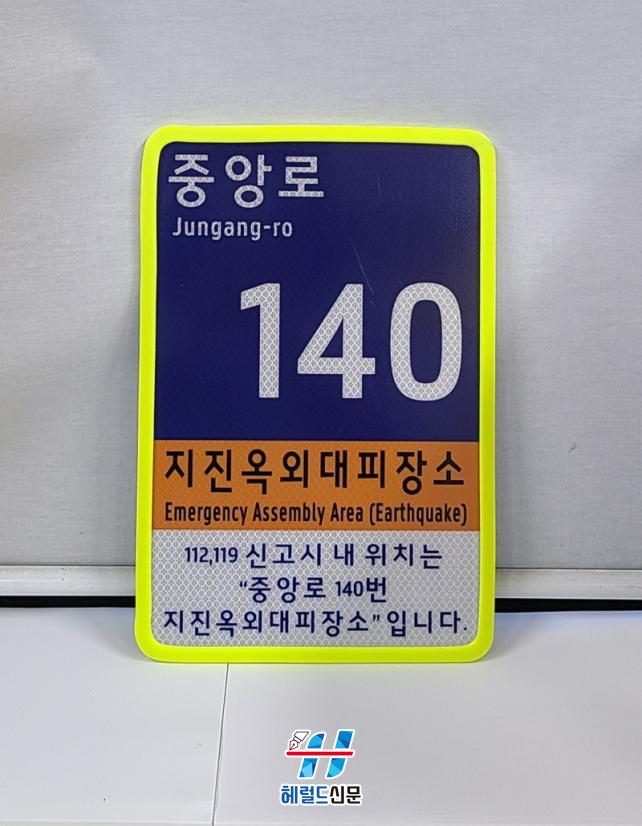 중앙로
Jungang-ro
140
지진옥외대피장소
Emergency Assembly Area (Earthquake)
112,119 신고시 내 위치는
“중앙로 140번
지진옥외대피장소” 입니다.
헤럴드신문